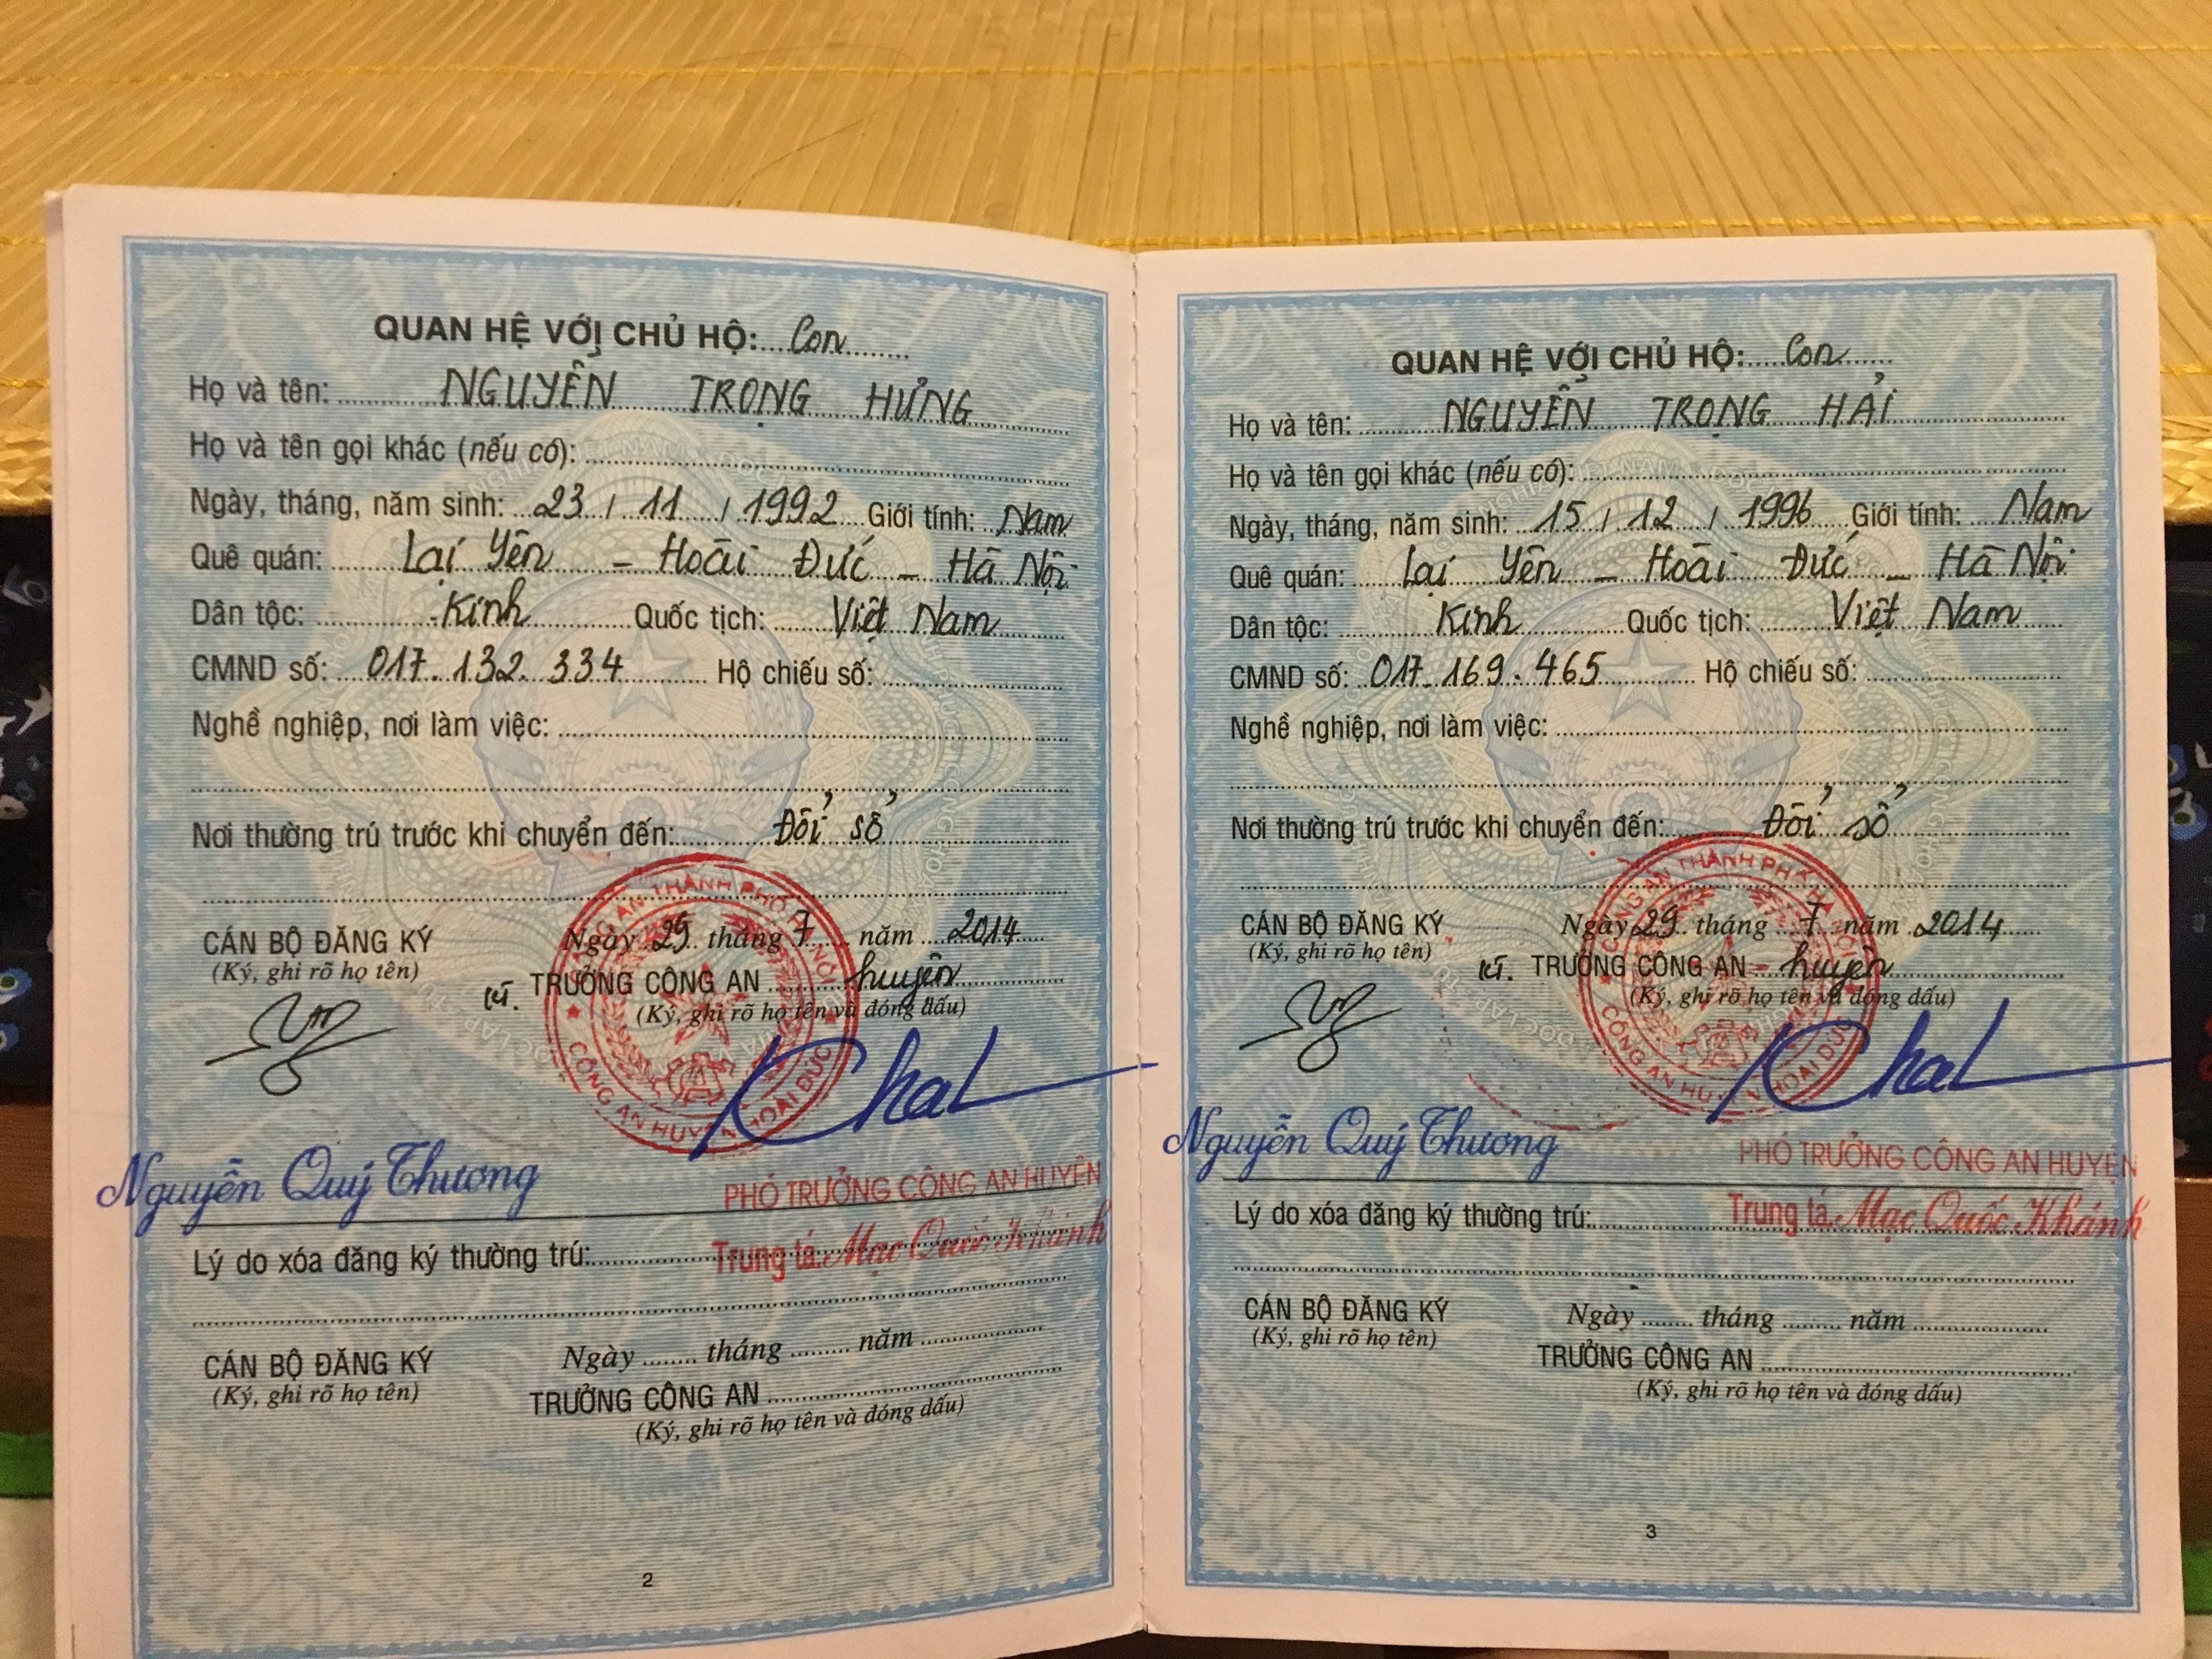 QUAN HỆ VỚI CHỦ HỘ: Con
Họ và tên: NGUYỄN TRỌNG HƯNG
Họ và tên gọi khác (nếu có):
Ngày, tháng, năm sinh: 23 / 11 / 1992 Giới tính: Nam
Quê quán: Lại Yên - Hoài Đức - Hà Nội
Dân tộc: Kinh Quốc tịch: Việt Nam
CMND số: 017.132.334 Hộ chiếu số:
Nghề nghiệp, nơi làm việc:
Nơi thường trú trước khi chuyển đến: Đổi sổ
CÁN BỘ ĐĂNG KÝ
(Ký, ghi rõ họ tên)
Ngày 29 tháng 7 năm 2014
KT. TRƯỞNG CÔNG AN huyện
(Ký, ghi rõ họ tên và đóng dấu)
CÔNG AN THÀNH PHỐ HÀ NỘI
CÔNG AN HUYỆN HOÀI ĐỨC
Nguyễn Quý Thương
PHÓ TRƯỞNG CÔNG AN HUYỆN
Trung tá Mạc Quốc Khánh
Lý do xóa đăng ký thường trú:
CÁN BỘ ĐĂNG KÝ
(Ký, ghi rõ họ tên)
Ngày tháng năm
TRƯỞNG CÔNG AN
(Ký, ghi rõ họ tên và đóng dấu)
2
QUAN HỆ VỚI CHỦ HỘ: Con
Họ và tên: NGUYỄN TRỌNG HẢI
Họ và tên gọi khác (nếu có):
Ngày, tháng, năm sinh: 15 / 12 / 1996 Giới tính: Nam
Quê quán: Lại Yên - Hoài Đức - Hà Nội
Dân tộc: Kinh Quốc tịch: Việt Nam
CMND số: 017.169.465 Hộ chiếu số:
Nghề nghiệp, nơi làm việc:
Nơi thường trú trước khi chuyển đến: Đổi sổ
CÁN BỘ ĐĂNG KÝ
(Ký, ghi rõ họ tên)
Ngày 29 tháng 7 năm 2014
KT. TRƯỞNG CÔNG AN huyện
(Ký, ghi rõ họ tên và đóng dấu)
CÔNG AN THÀNH PHỐ HÀ NỘI
CÔNG AN HUYỆN HOÀI ĐỨC
Nguyễn Quý Thương
PHÓ TRƯỞNG CÔNG AN HUYỆN
Trung tá Mạc Quốc Khánh
Lý do xóa đăng ký thường trú:
CÁN BỘ ĐĂNG KÝ
(Ký, ghi rõ họ tên)
Ngày tháng năm
TRƯỞNG CÔNG AN
(Ký, ghi rõ họ tên và đóng dấu)
3